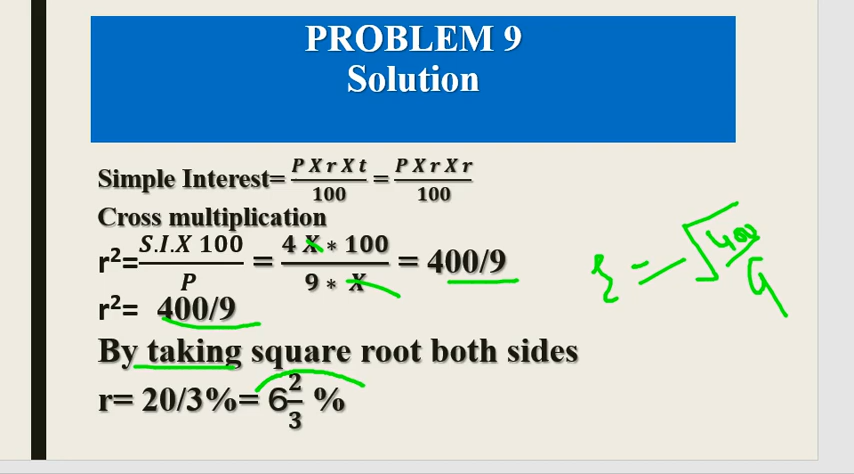 PROBLEM 9
Solution
Simple Interest= P X r X t / 100 = P X r X r / 100
Cross multiplication
r²= S.I.X 100 / P = 4 X * 100 / 9 * X = 400/9
r²= 400/9
By taking square root both sides
r= 20/3%= 6 2/3 %
= √400/9